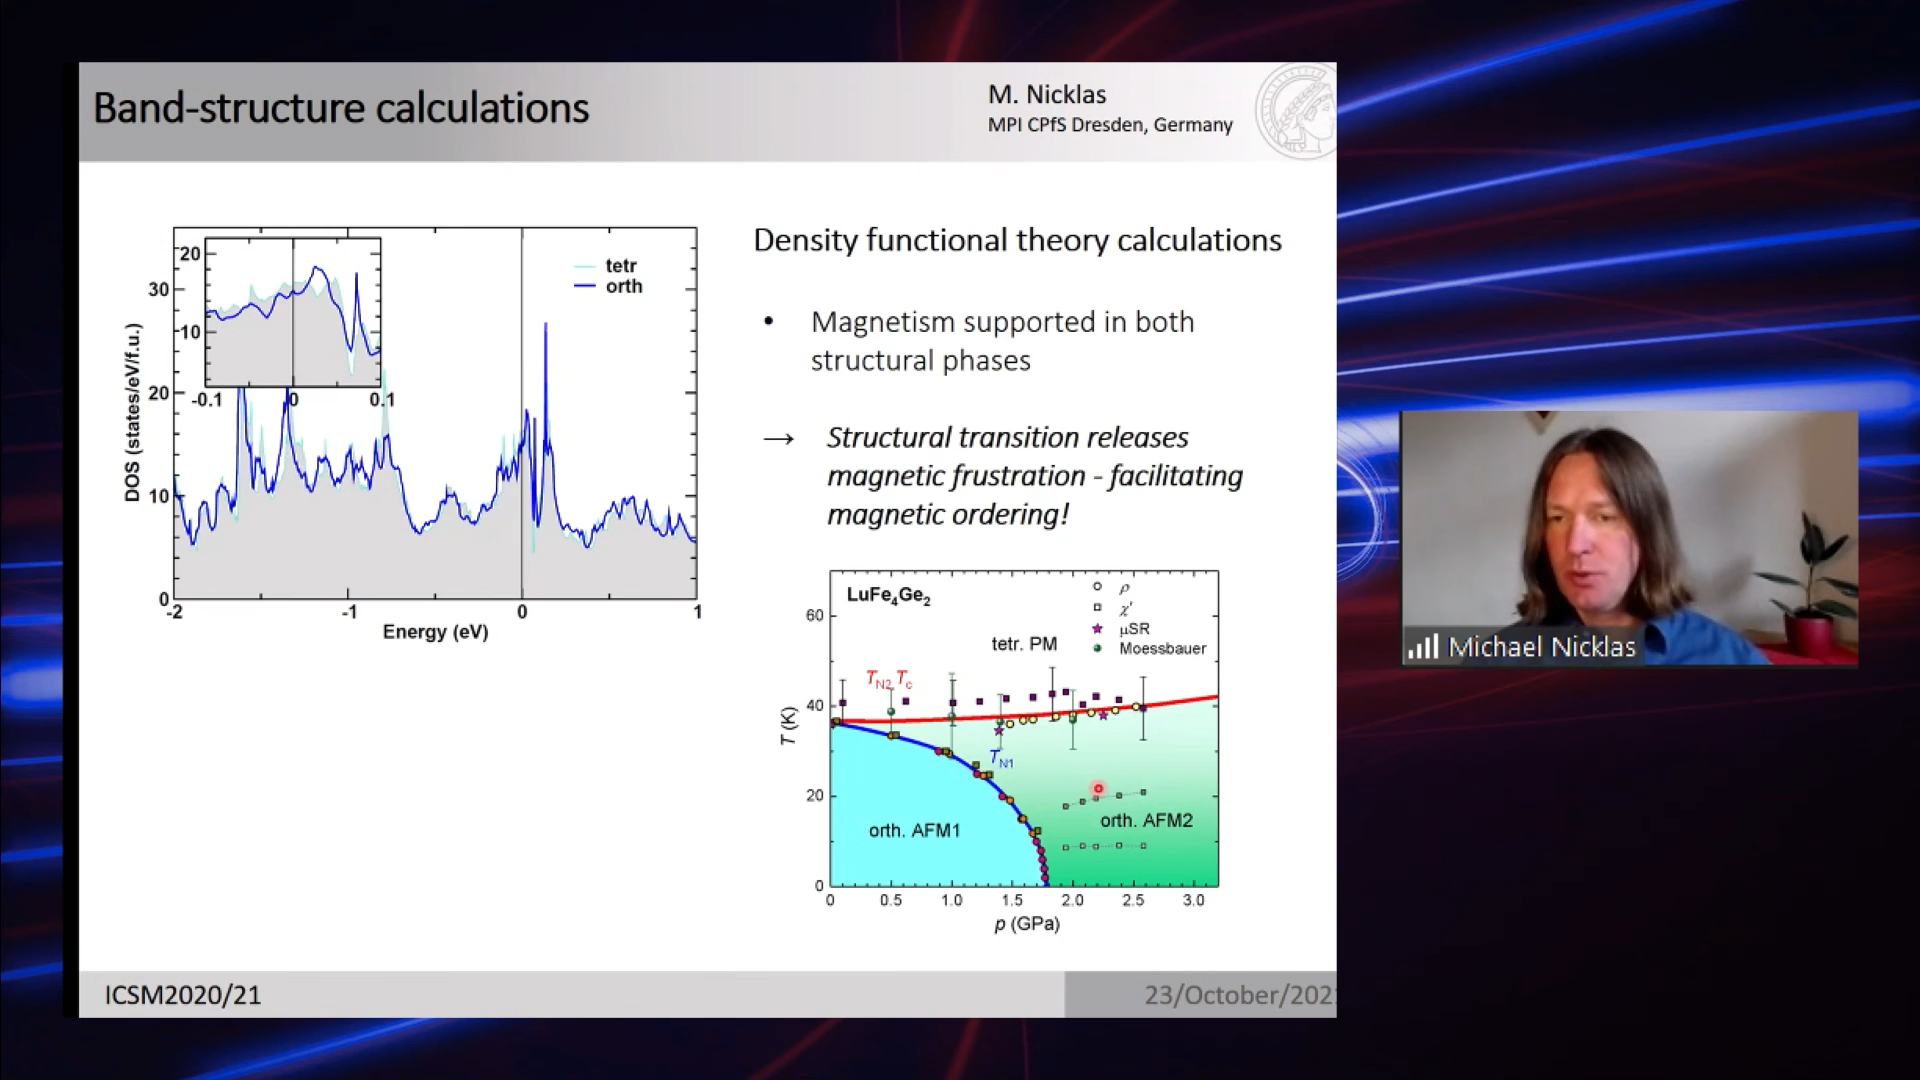 Band-structure calculations
M. Nicklas
MPI CPfS Dresden, Germany
Density functional theory calculations
• Magnetism supported in both
structural phases
→ Structural transition releases
magnetic frustration - facilitating
magnetic ordering!
20
10
-0.1 0 0.1
tetr
orth
30
20
10
0
-2 -1 0 1
DOS (states/eV/f.u.)
Energy (eV)
LuFe4Ge2
ρ
χ'
μSR
Moessbauer
tetr. PM
TN2, Tc
TN1
orth. AFM1
orth. AFM2
60
40
20
0
0 0.5 1.0 1.5 2.0 2.5 3.0
T (K)
p (GPa)
Michael Nicklas
ICSM2020/21
23/October/202